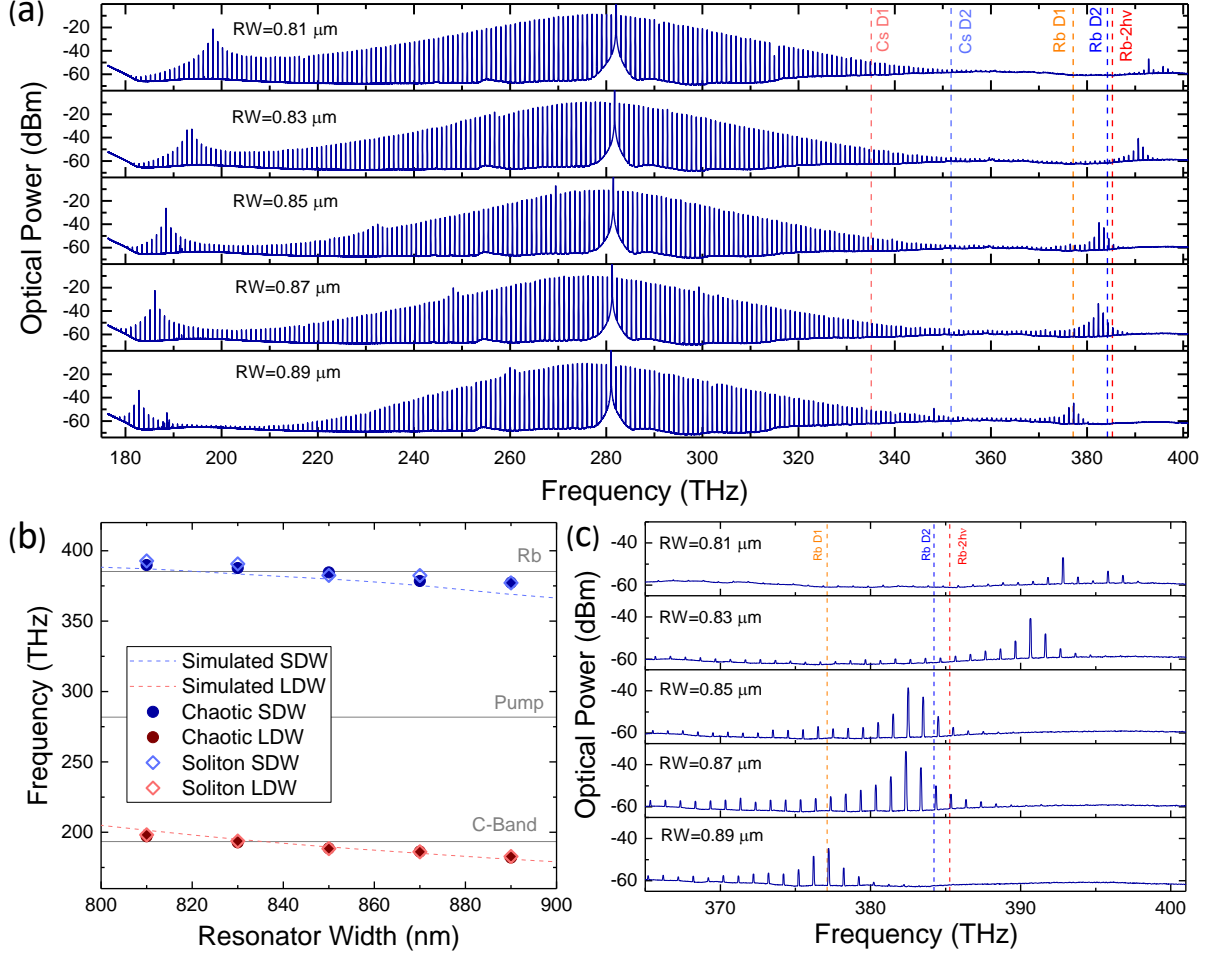 (a)
RW=0.81 μm
RW=0.83 μm
RW=0.85 μm
RW=0.87 μm
RW=0.89 μm
Cs D1
Cs D2
Rb D1
Rb D2
Rb-2hv
-20
-40
-60
-20
-40
-60
-20
-40
-60
-20
-40
-60
-20
-40
-60
Optical Power (dBm)
180 200 220 240 260 280 300 320 340 360 380 400
Frequency (THz)
(b)
400
350
300
250
200
Frequency (THz)
Rb
Pump
C-Band
Simulated SDW
Simulated LDW
Chaotic SDW
Chaotic LDW
Soliton SDW
Soliton LDW
800 820 840 860 880 900
Resonator Width (nm)
(c)
Rb D1
Rb D2
Rb-2hv
RW=0.81 μm
RW=0.83 μm
RW=0.85 μm
RW=0.87 μm
RW=0.89 μm
-40
-60
-40
-60
-40
-60
-40
-60
-40
-60
Optical Power (dBm)
370 380 390 400
Frequency (THz)